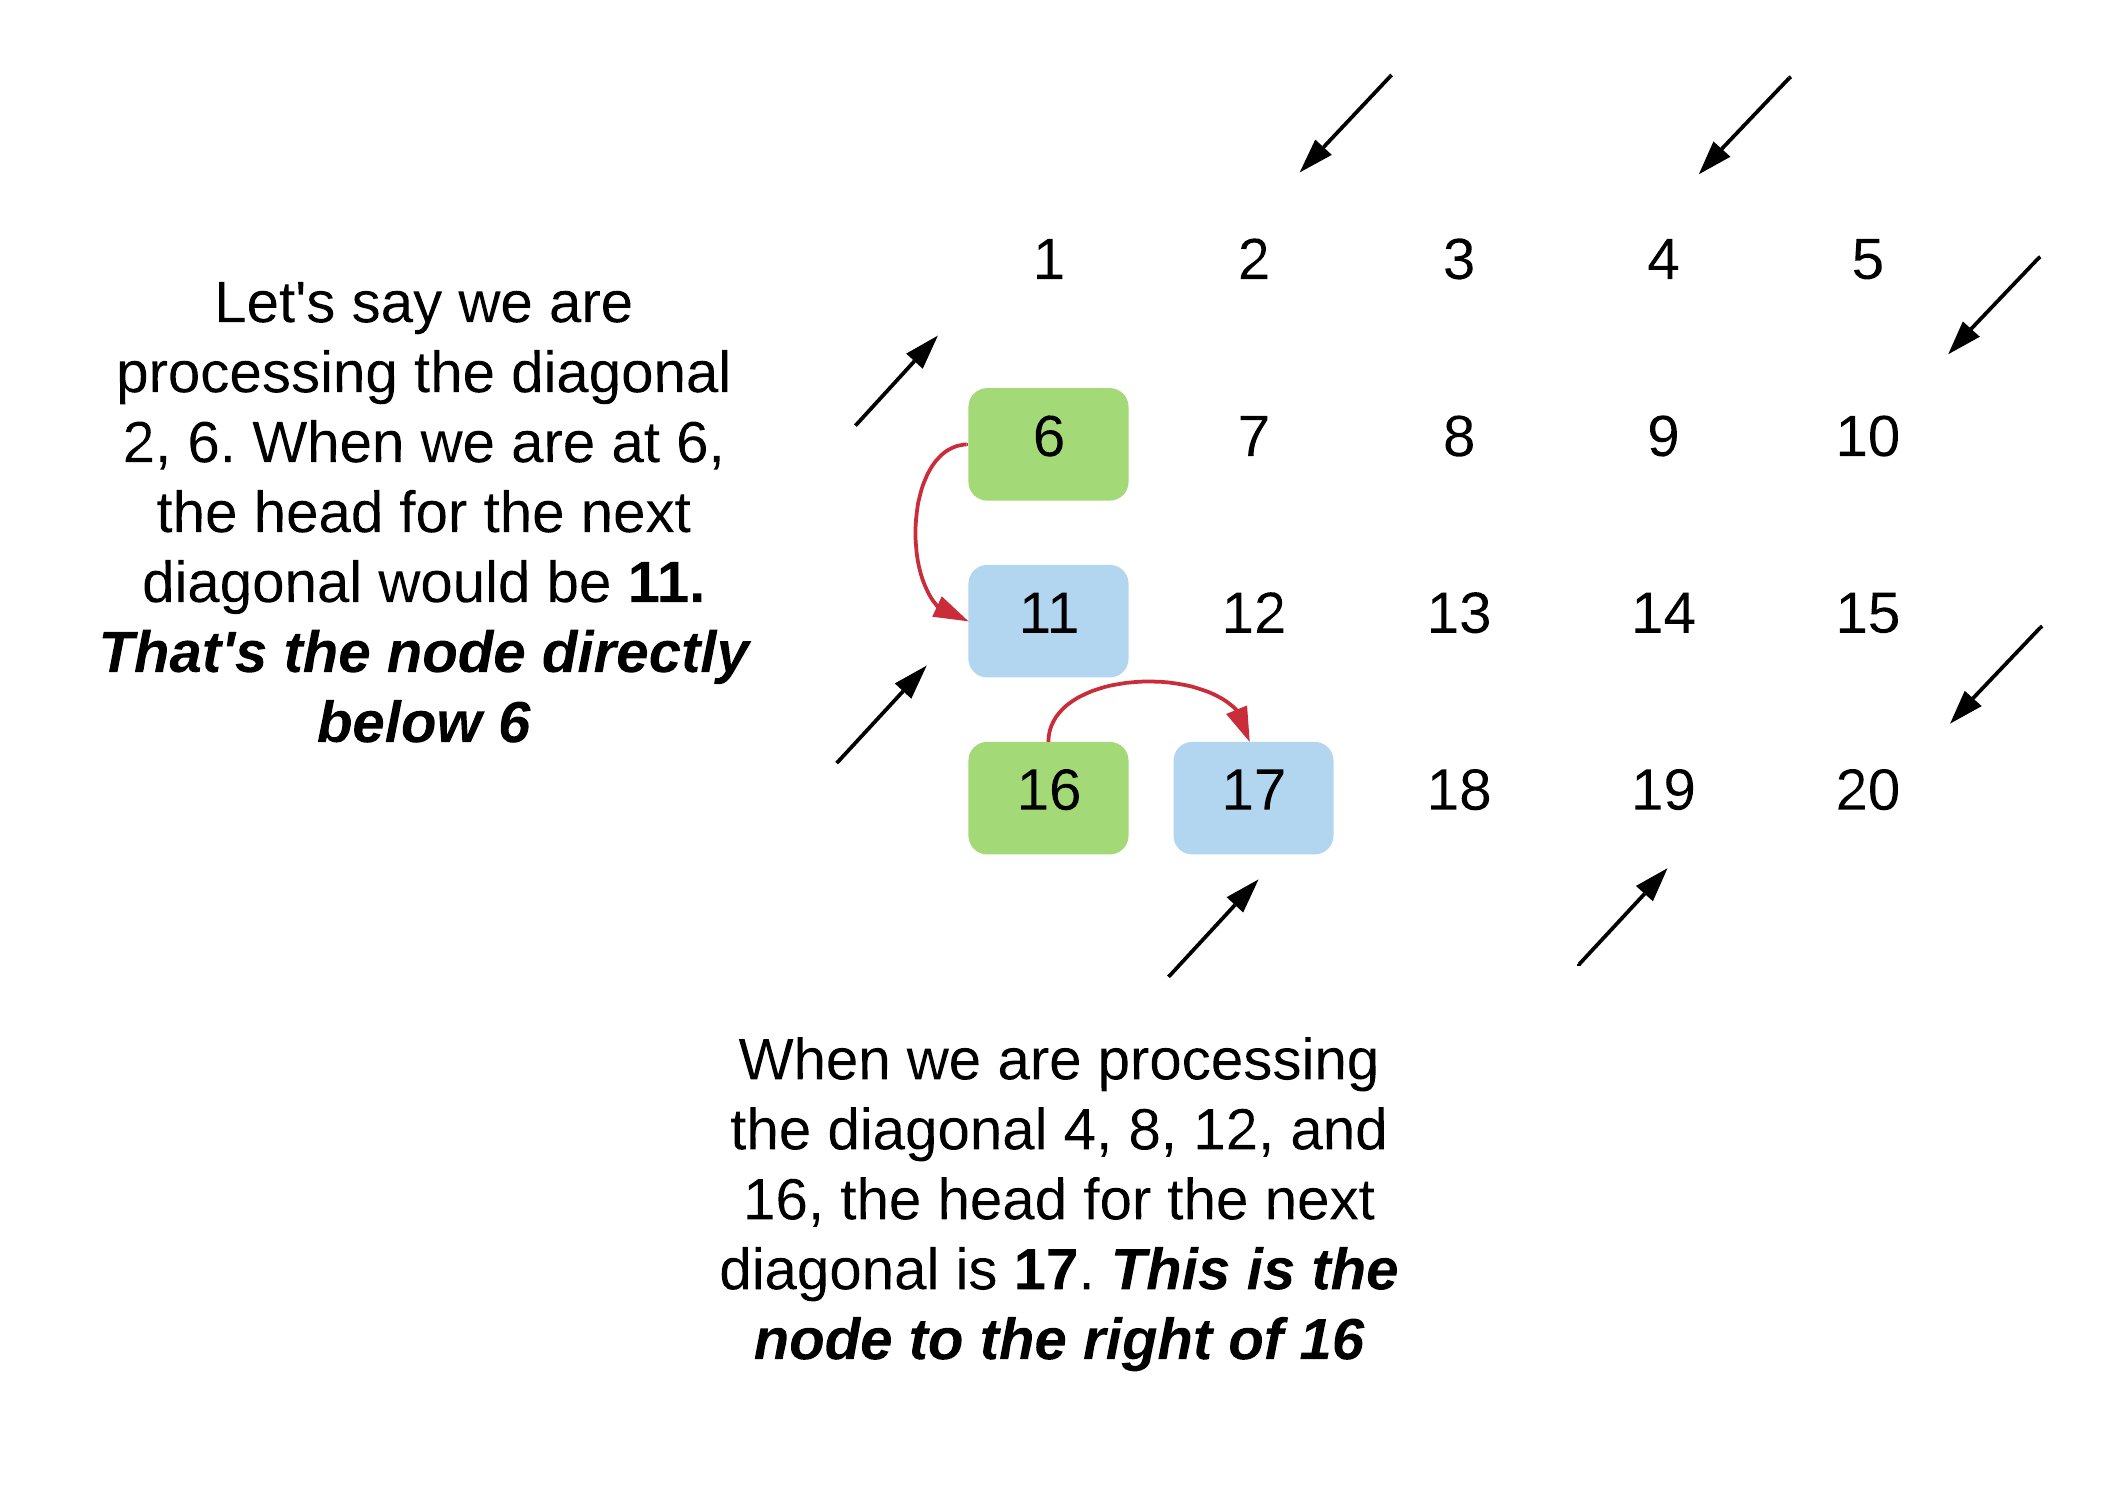 Let's say we are
processing the diagonal
2, 6. When we are at 6,
the head for the next
diagonal would be 11.
That's the node directly
below 6
1 2 3 4 5
6 7 8 9 10
11 12 13 14 15
16 17 18 19 20
When we are processing
the diagonal 4, 8, 12, and
16, the head for the next
diagonal is 17. This is the
node to the right of 16